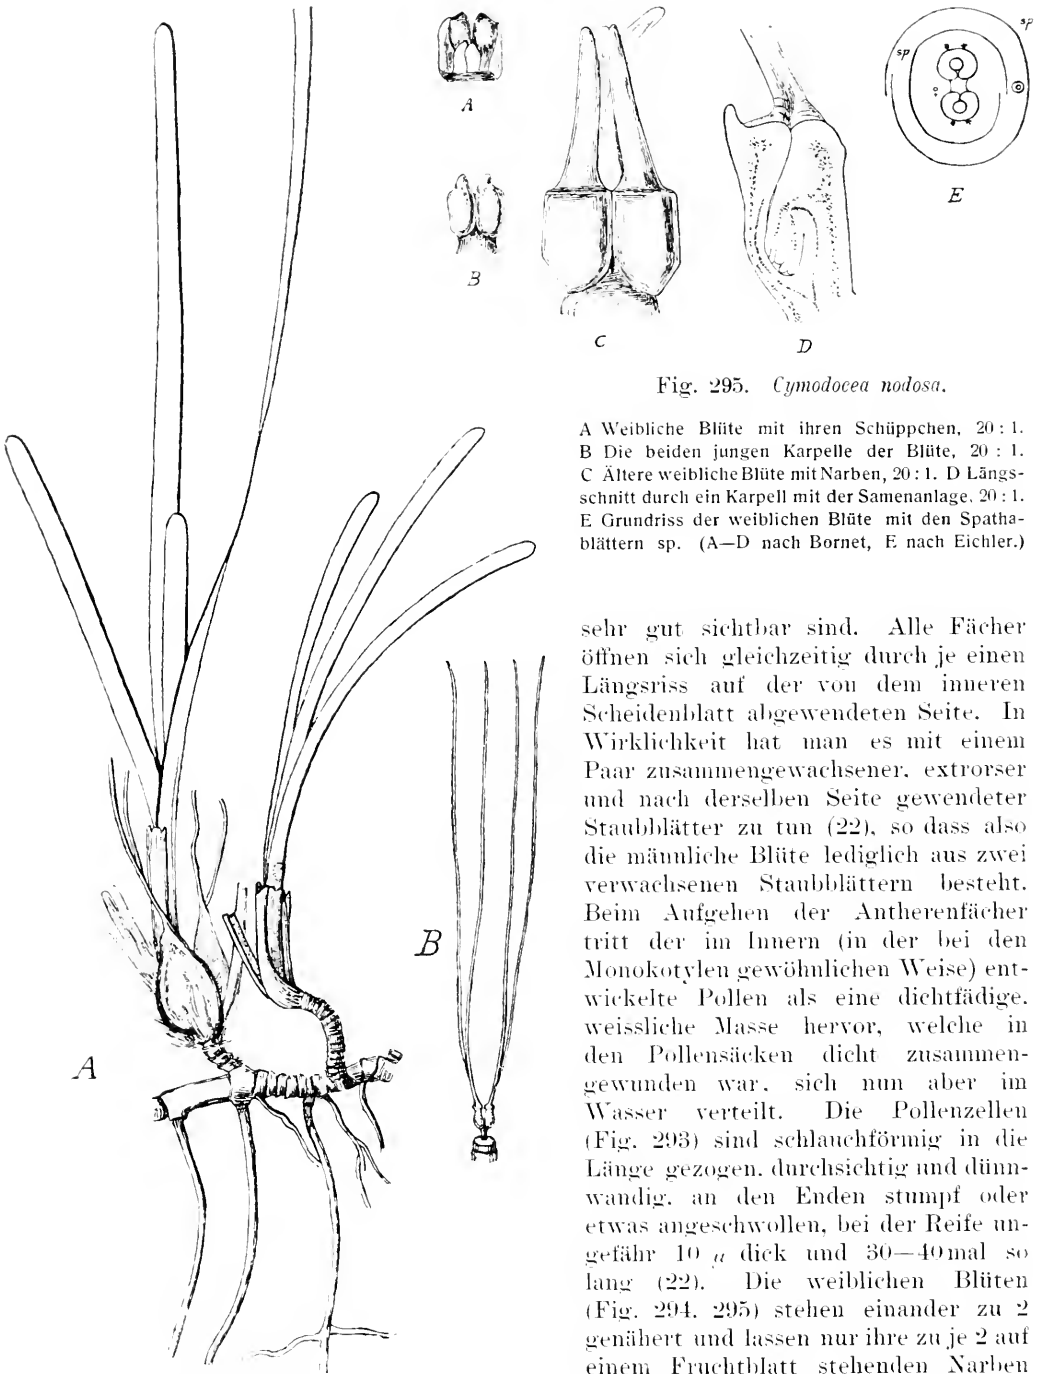 A
B
C
D
sp
sp
E
Fig. 295. Cymodocea nodosa.
A Weibliche Blüte mit ihren Schüppchen, 20 : 1.
B Die beiden jungen Karpelle der Blüte, 20 : 1.
C Ältere weibliche Blüte mit Narben, 20 : 1. D Längs-
schnitt durch ein Karpell mit der Samenanlage, 20 : 1.
E Grundriss der weiblichen Blüte mit den Spatha-
blättern sp. (A—D nach Bornet, E nach Eichler.)
A
B
sehr gut sichtbar sind. Alle Fächer
öffnen sich gleichzeitig durch je einen
Längsriss auf der von dem inneren
Scheidenblatt abgewendeten Seite. In
Wirklichkeit hat man es mit einem
Paar zusammengewachsener, extrorser
und nach derselben Seite gewendeter
Staubblätter zu tun (22), so dass also
die männliche Blüte lediglich aus zwei
verwachsenen Staubblättern besteht.
Beim Aufgehen der Antherenfächer
tritt der im Innern (in der bei den
Monokotylen gewöhnlichen Weise) ent-
wickelte Pollen als eine dichtfädige,
weissliche Masse hervor, welche in
den Pollensäcken dicht zusammen-
gewunden war, sich nun aber im
Wasser verteilt. Die Pollenzellen
(Fig. 293) sind schlauchförmig in die
Länge gezogen, durchsichtig und dünn-
wandig, an den Enden stumpf oder
etwas angeschwollen, bei der Reife un-
gefähr 10 µ dick und 30—40mal so
lang (22). Die weiblichen Blüten
(Fig. 294, 295) stehen einander zu 2
genähert und lassen nur ihre zu je 2 auf
einem Fruchtblatt stehenden Narben